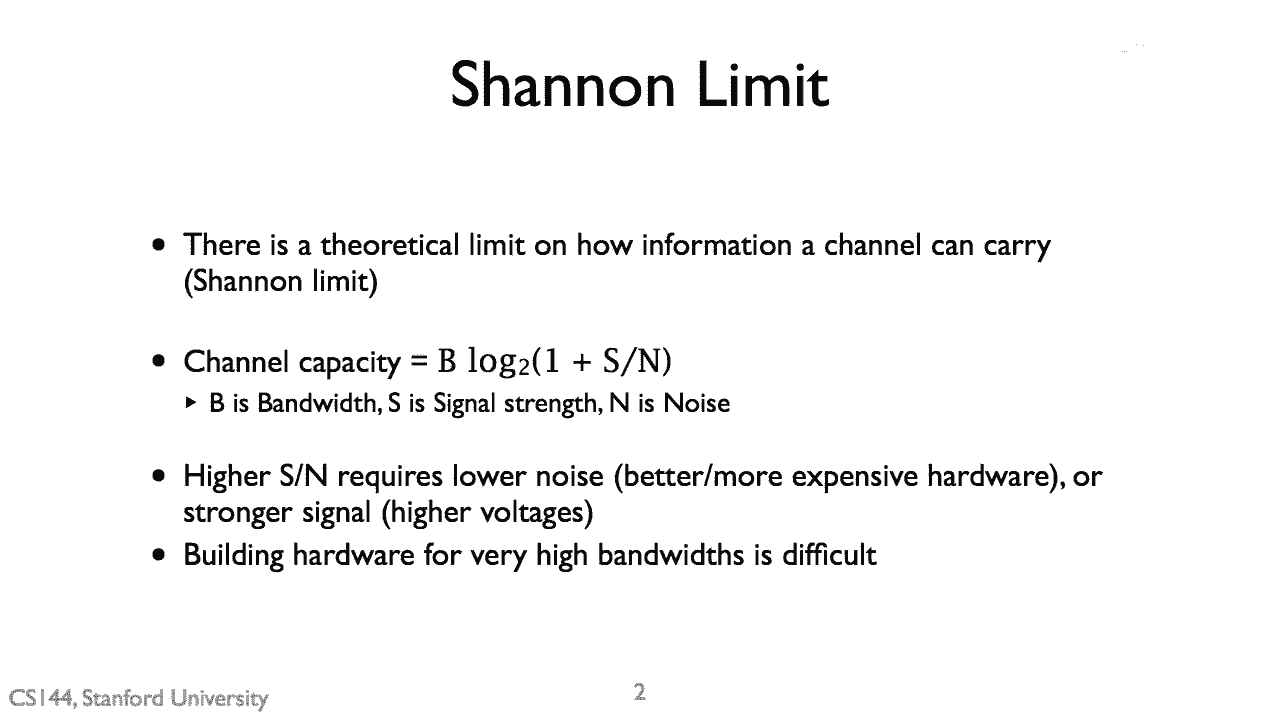 Shannon Limit
• There is a theoretical limit on how information a channel can carry
(Shannon limit)
• Channel capacity = B log₂(1 + S/N)
‣ B is Bandwidth, S is Signal strength, N is Noise
• Higher S/N requires lower noise (better/more expensive hardware), or
stronger signal (higher voltages)
• Building hardware for very high bandwidths is difficult
CS144, Stanford University
2